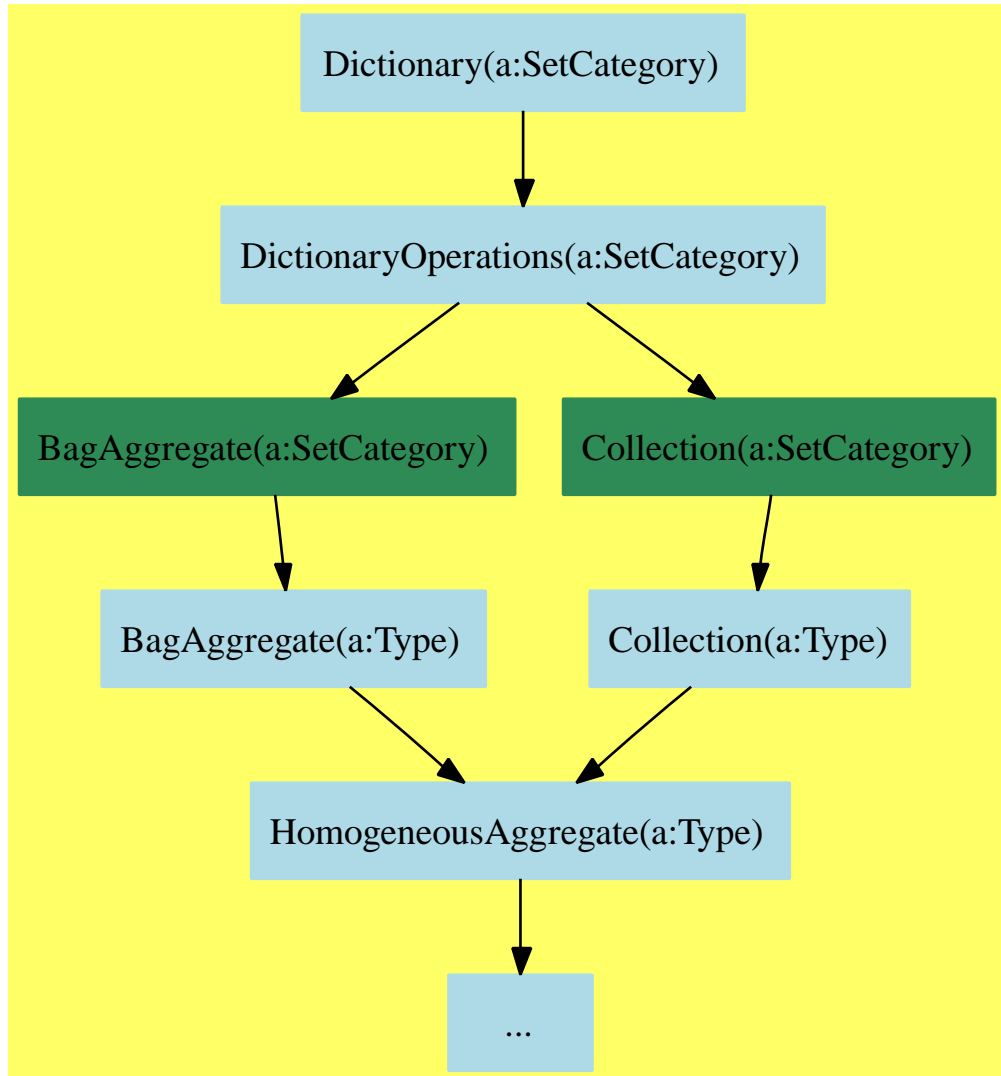 Dictionary(a:SetCategory)
DictionaryOperations(a:SetCategory)
BagAggregate(a:SetCategory)
Collection(a:SetCategory)
BagAggregate(a:Type)
Collection(a:Type)
HomogeneousAggregate(a:Type)
...